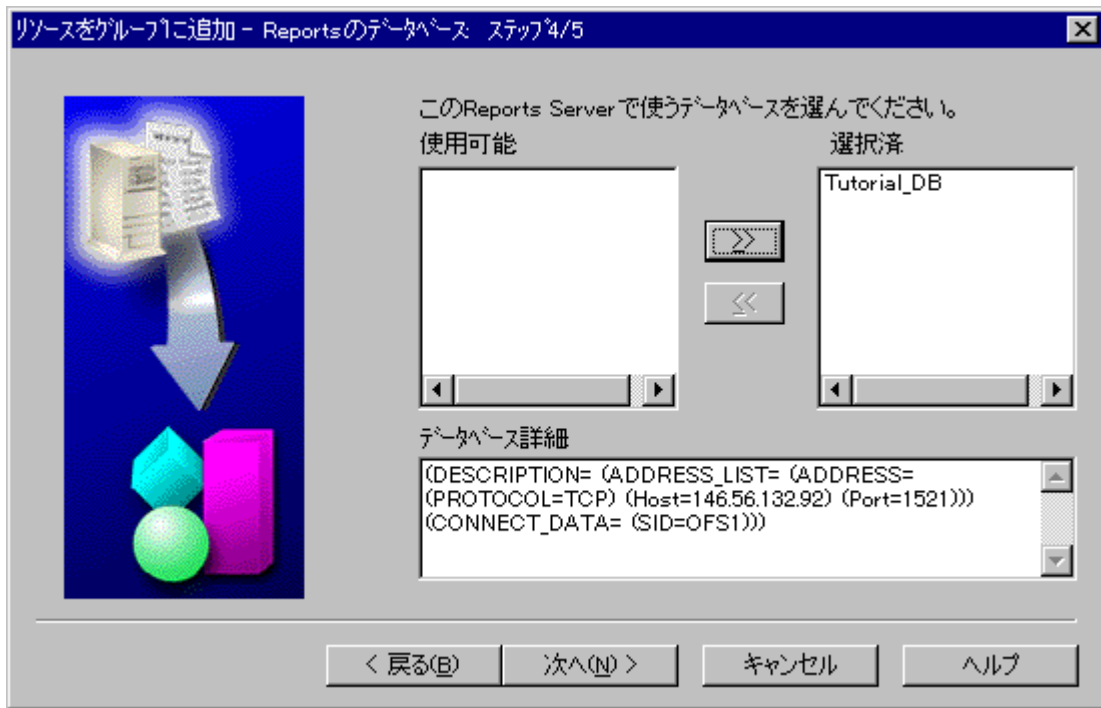 リソースをグループに追加 - Reportsのデータベース ステップ4/5
このReports Serverで使うデータベースを選んでください。
使用可能
選択済
Tutorial_DB
>>
<<
データベース詳細
(DESCRIPTION= (ADDRESS_LIST= (ADDRESS=
(PROTOCOL=TCP) (Host=146.56.132.92) (Port=1521)))
(CONNECT_DATA= (SID=OFS1)))
< 戻る(B)
次へ(N) >
キャンセル
ヘルプ